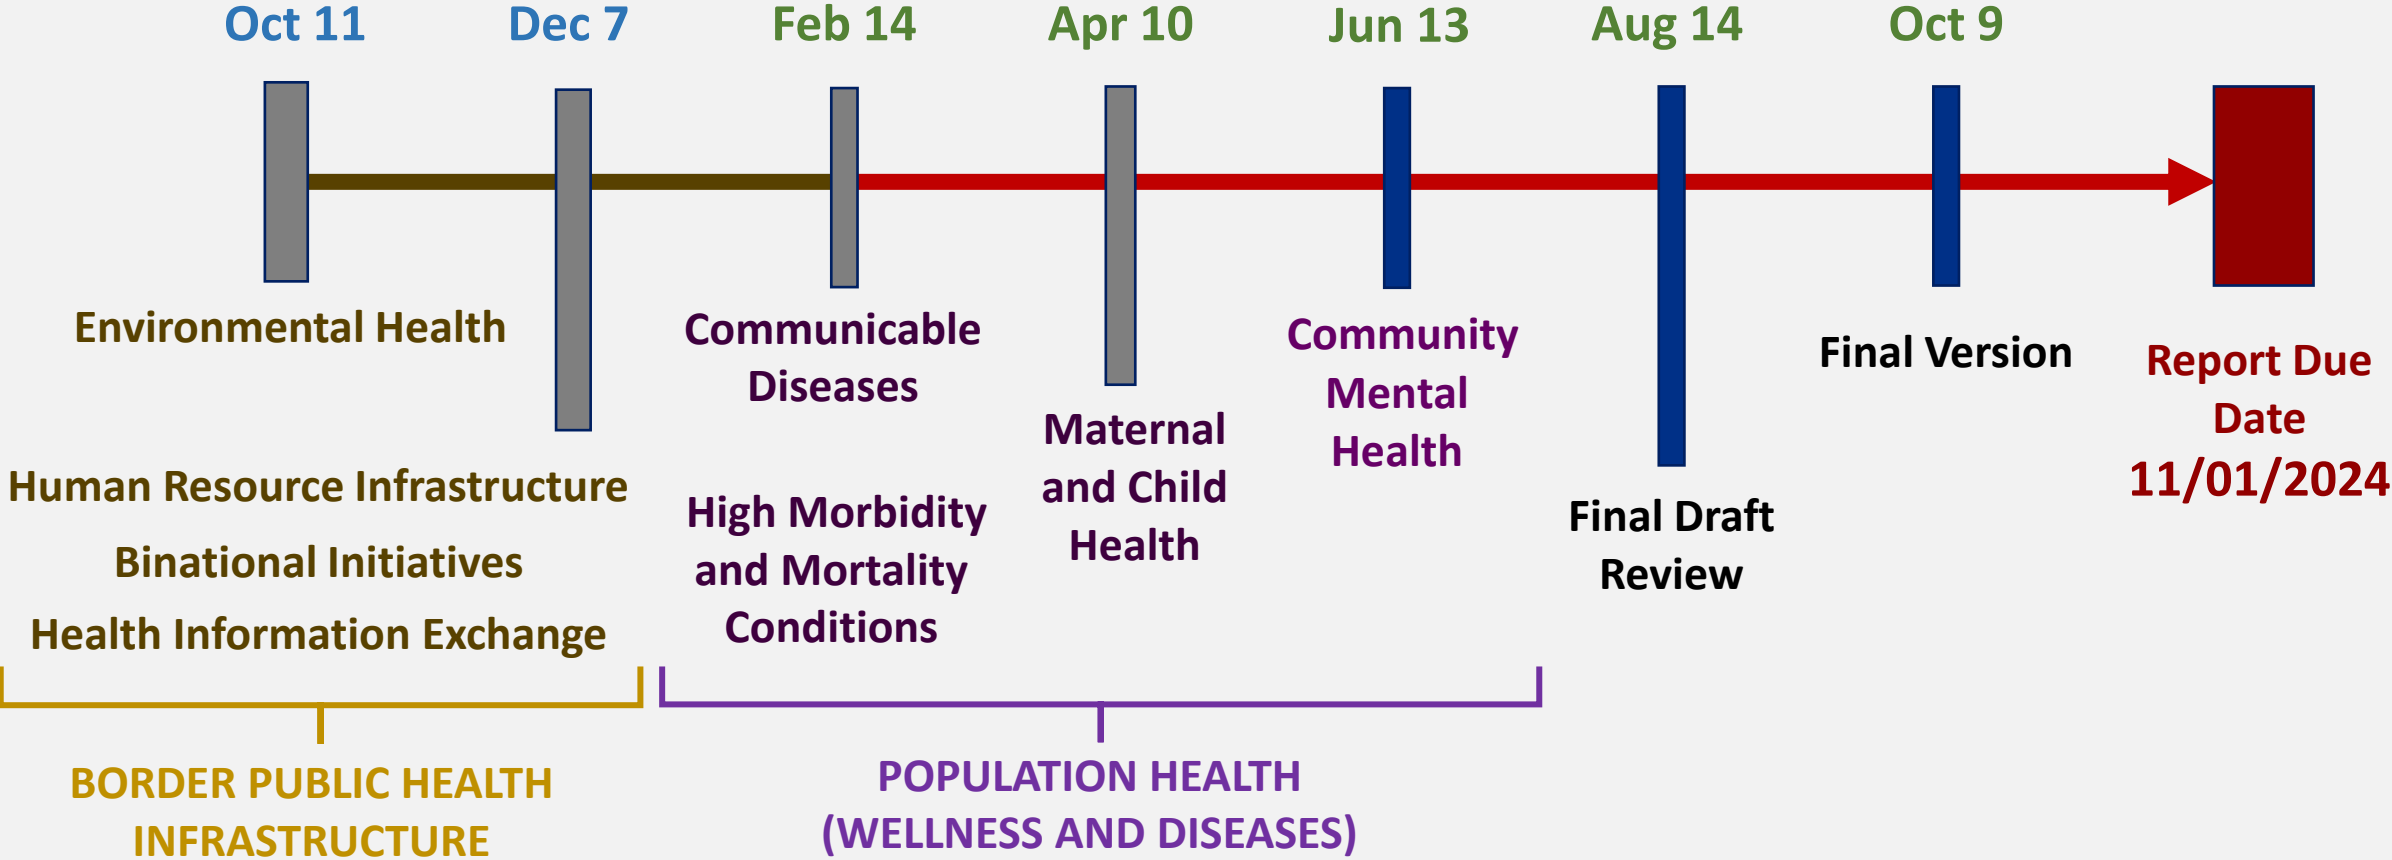 Oct 11
Dec 7
Feb 14
Apr 10
Jun 13
Aug 14
Oct 9
Environmental Health
Human Resource Infrastructure
Binational Initiatives
Health Information Exchange
Communicable
Diseases
High Morbidity
and Mortality
Conditions
Maternal
and Child
Health
Community
Mental
Health
Final Draft
Review
Final Version
Report Due
Date
11/01/2024
BORDER PUBLIC HEALTH
INFRASTRUCTURE
POPULATION HEALTH
(WELLNESS AND DISEASES)